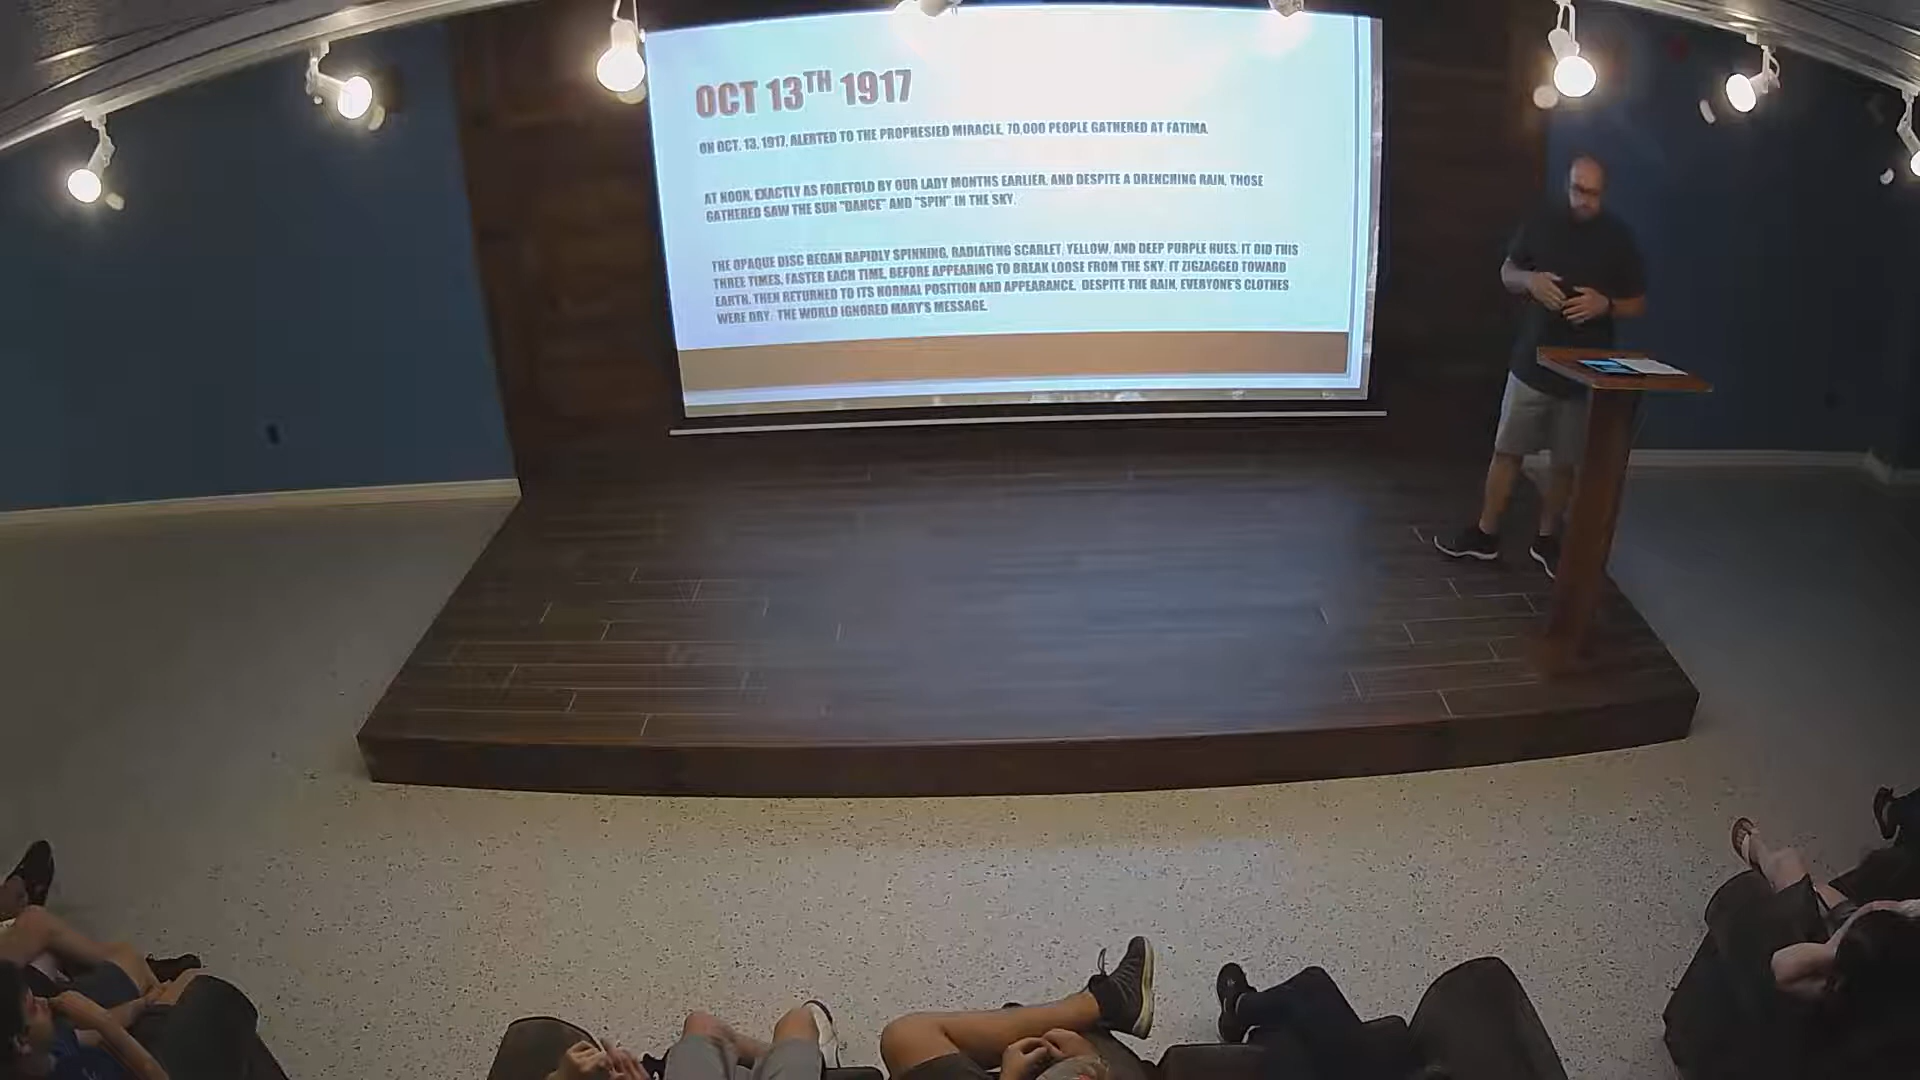 OCT 13TH 1917
ON OCT. 13, 1917, ALERTED TO THE PROPHESIED MIRACLE, 70,000 PEOPLE GATHERED AT FATIMA.
AT NOON, EXACTLY AS FORETOLD BY OUR LADY MONTHS EARLIER, AND DESPITE A DRENCHING RAIN, THOSE
GATHERED SAW THE SUN "DANCE" AND "SPIN" IN THE SKY.
THE OPAQUE DISC BEGAN RAPIDLY SPINNING, RADIATING SCARLET, YELLOW, AND DEEP PURPLE HUES. IT DID THIS
THREE TIMES, FASTER EACH TIME, BEFORE APPEARING TO BREAK LOOSE FROM THE SKY. IT ZIGZAGGED TOWARD
EARTH, THEN RETURNED TO ITS NORMAL POSITION AND APPEARANCE. DESPITE THE RAIN, EVERYONE'S CLOTHES
WERE DRY. THE WORLD IGNORED MARY'S MESSAGE.